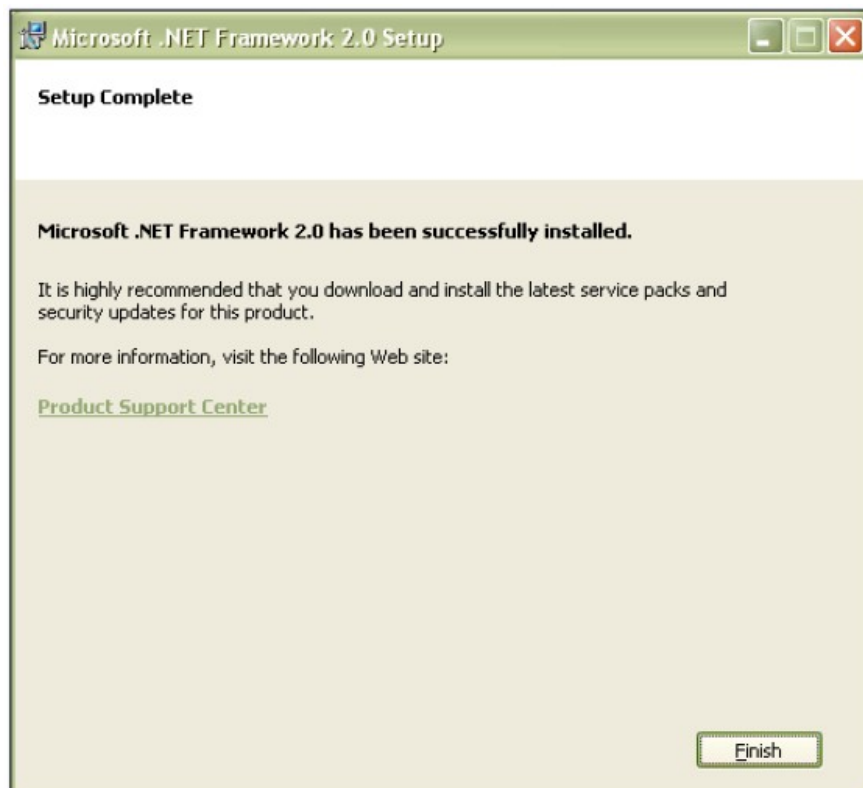 Microsoft .NET Framework 2.0 Setup
Setup Complete
Microsoft .NET Framework 2.0 has been successfully installed.
It is highly recommended that you download and install the latest service packs and
security updates for this product.
For more information, visit the following Web site:
Product Support Center
Finish